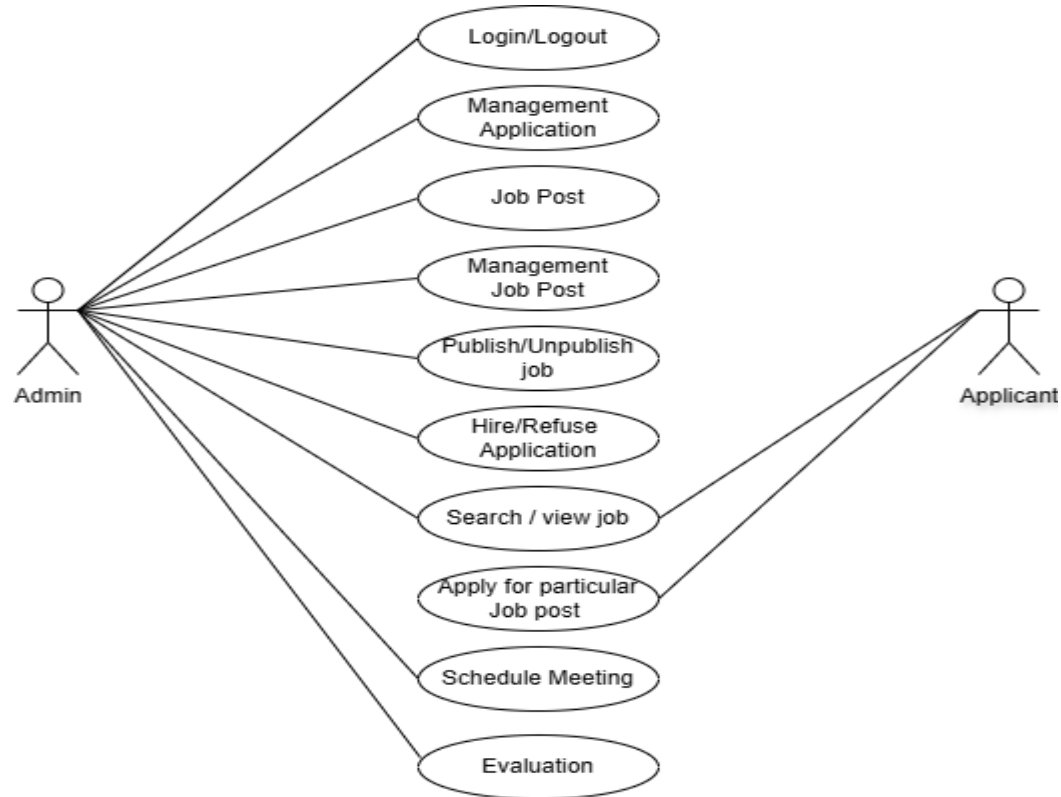 Login/Logout
Management
Application
Job Post
Management
Job Post
Publish/Unpublish
job
Hire/Refuse
Application
Search / view job
Apply for particular
Job post
Schedule Meeting
Evaluation
Admin
Applicant